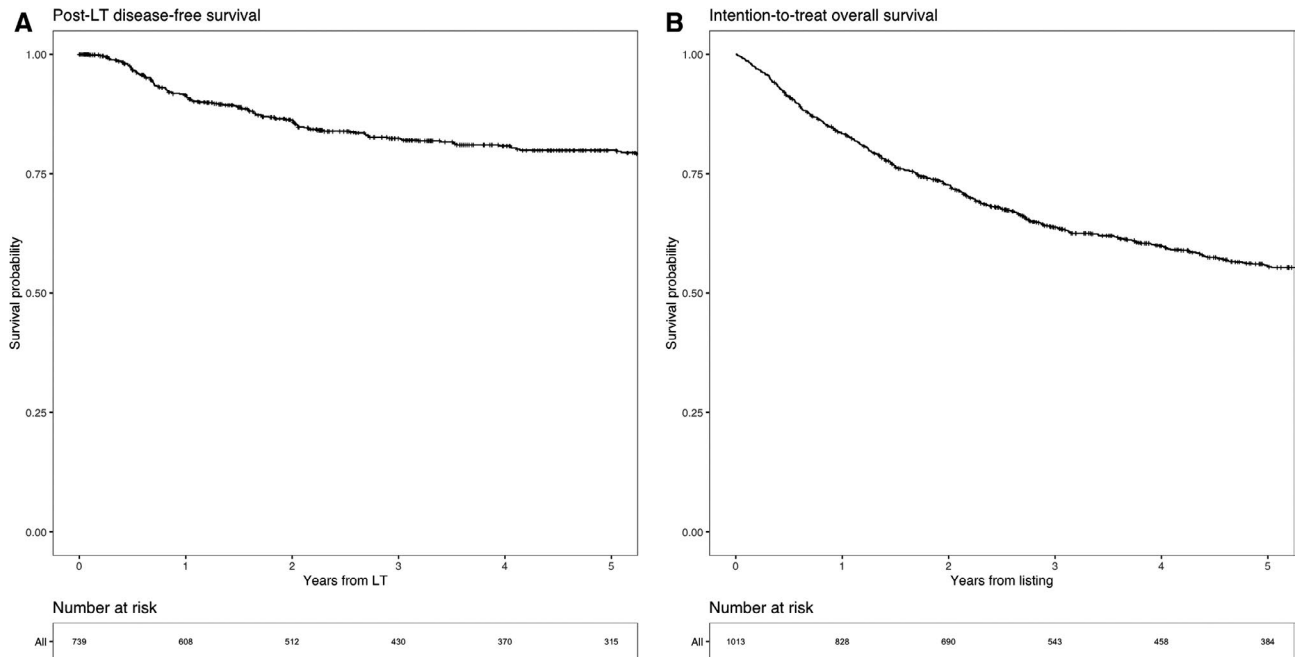 A
Post-LT disease-free survival
1.00
0.75
0.50
0.25
0.00
Survival probability
0 1 2 3 4 5
Years from LT
Number at risk
All 739 608 512 430 370 315
B
Intention-to-treat overall survival
1.00
0.75
0.50
0.25
0.00
Survival probability
0 1 2 3 4 5
Years from listing
Number at risk
All 1013 828 690 543 458 384